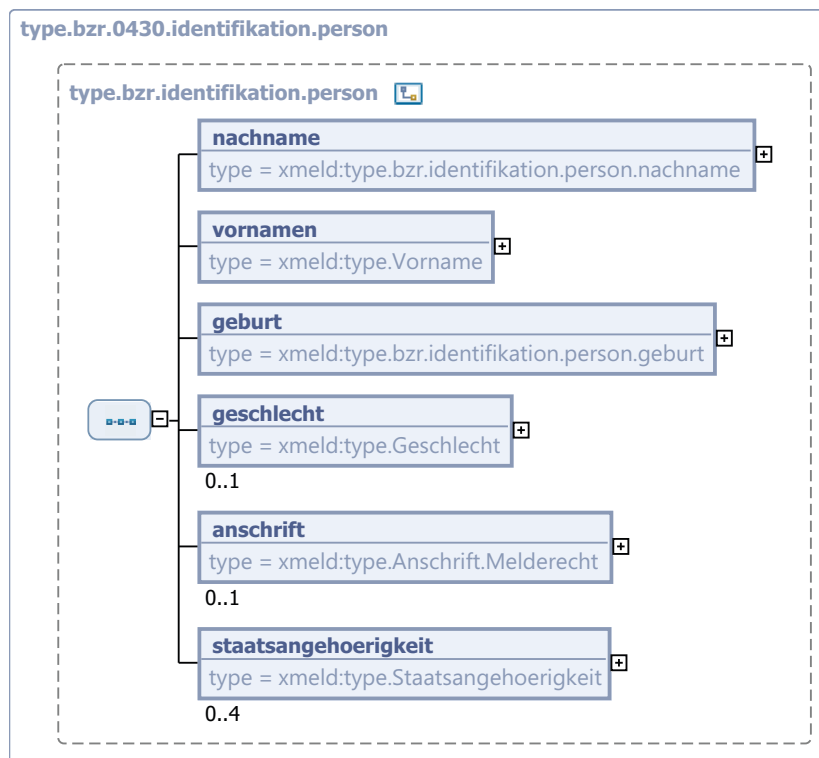 type.bzr.0430.identifikation.person
type.bzr.identifikation.person
nachname
type = xmeld:type.bzr.identifikation.person.nachname
vornamen
type = xmeld:type.Vorname
geburt
type = xmeld:type.bzr.identifikation.person.geburt
geschlecht
type = xmeld:type.Geschlecht
0..1
anschrift
type = xmeld:type.Anschrift.Melderecht
0..1
staatsangehoerigkeit
type = xmeld:type.Staatsangehoerigkeit
0..4